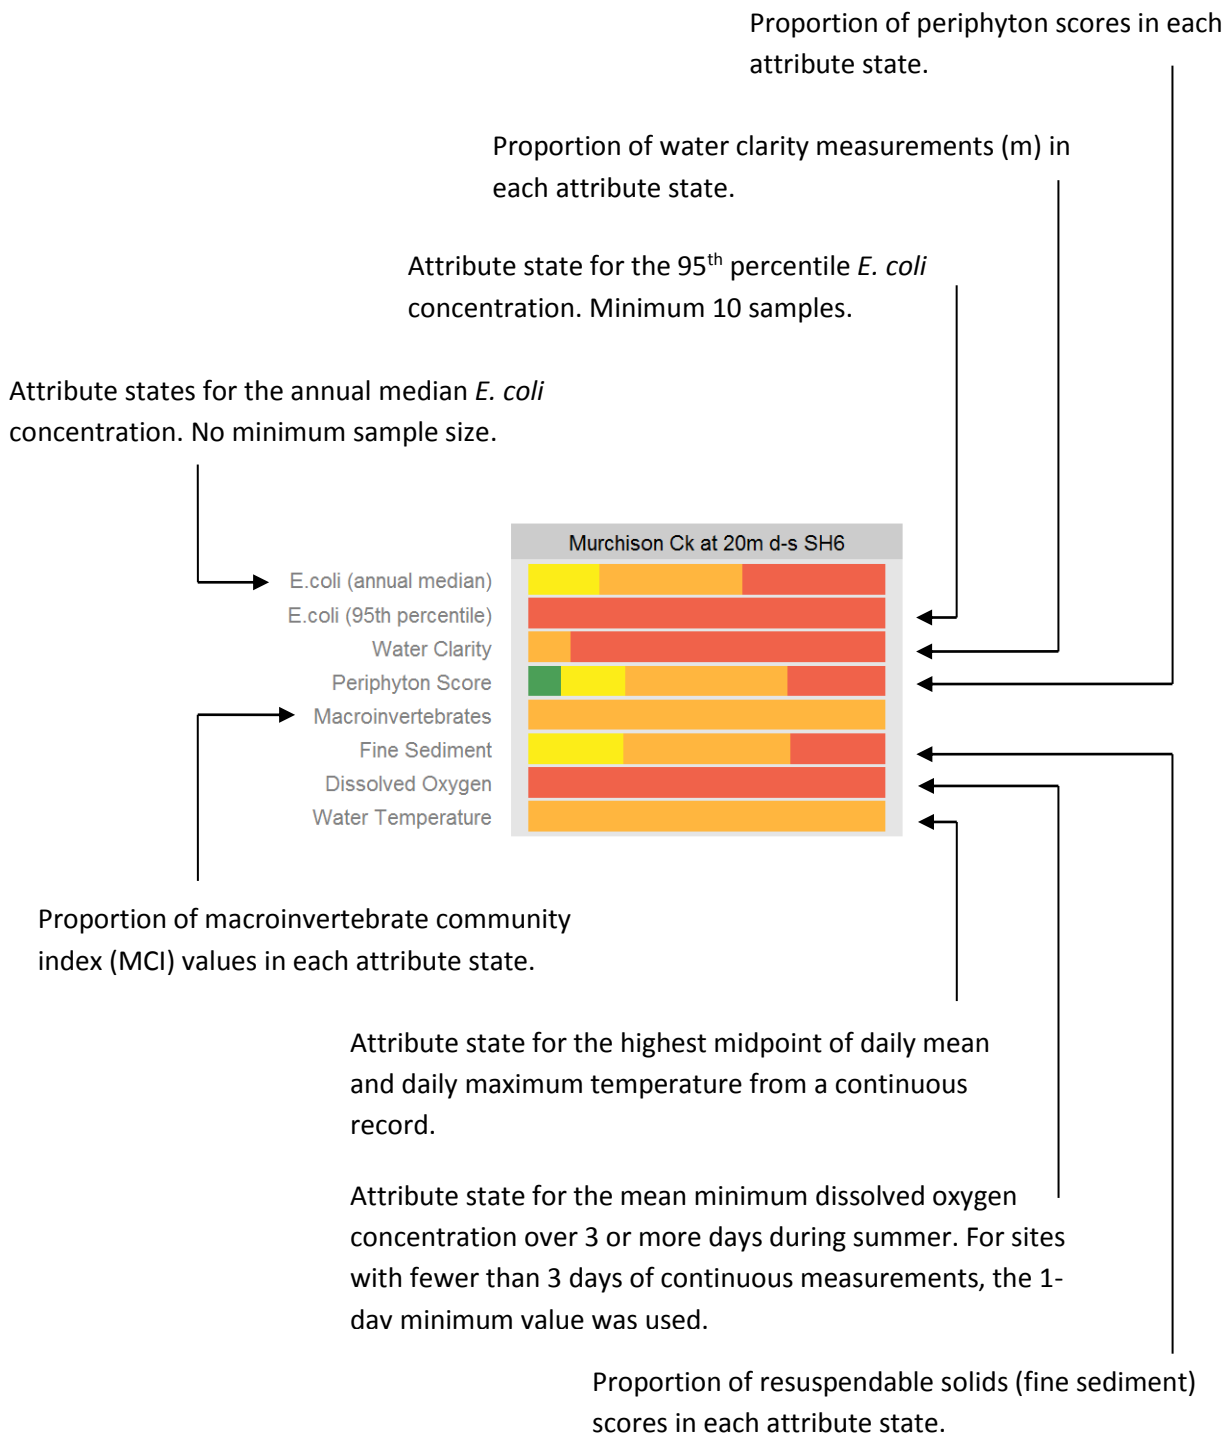 Proportion of periphyton scores in each
attribute state.
Proportion of water clarity measurements (m) in
each attribute state.
Attribute state for the 95th percentile E. coli
concentration. Minimum 10 samples.
Attribute states for the annual median E. coli
concentration. No minimum sample size.
Murchison Ck at 20m d-s SH6
E.coli (annual median)
E.coli (95th percentile)
Water Clarity
Periphyton Score
Macroinvertebrates
Fine Sediment
Dissolved Oxygen
Water Temperature
Proportion of macroinvertebrate community
index (MCI) values in each attribute state.
Attribute state for the highest midpoint of daily mean
and daily maximum temperature from a continuous
record.
Attribute state for the mean minimum dissolved oxygen
concentration over 3 or more days during summer. For sites
with fewer than 3 days of continuous measurements, the 1-
day minimum value was used.
Proportion of resuspendable solids (fine sediment)
scores in each attribute state.